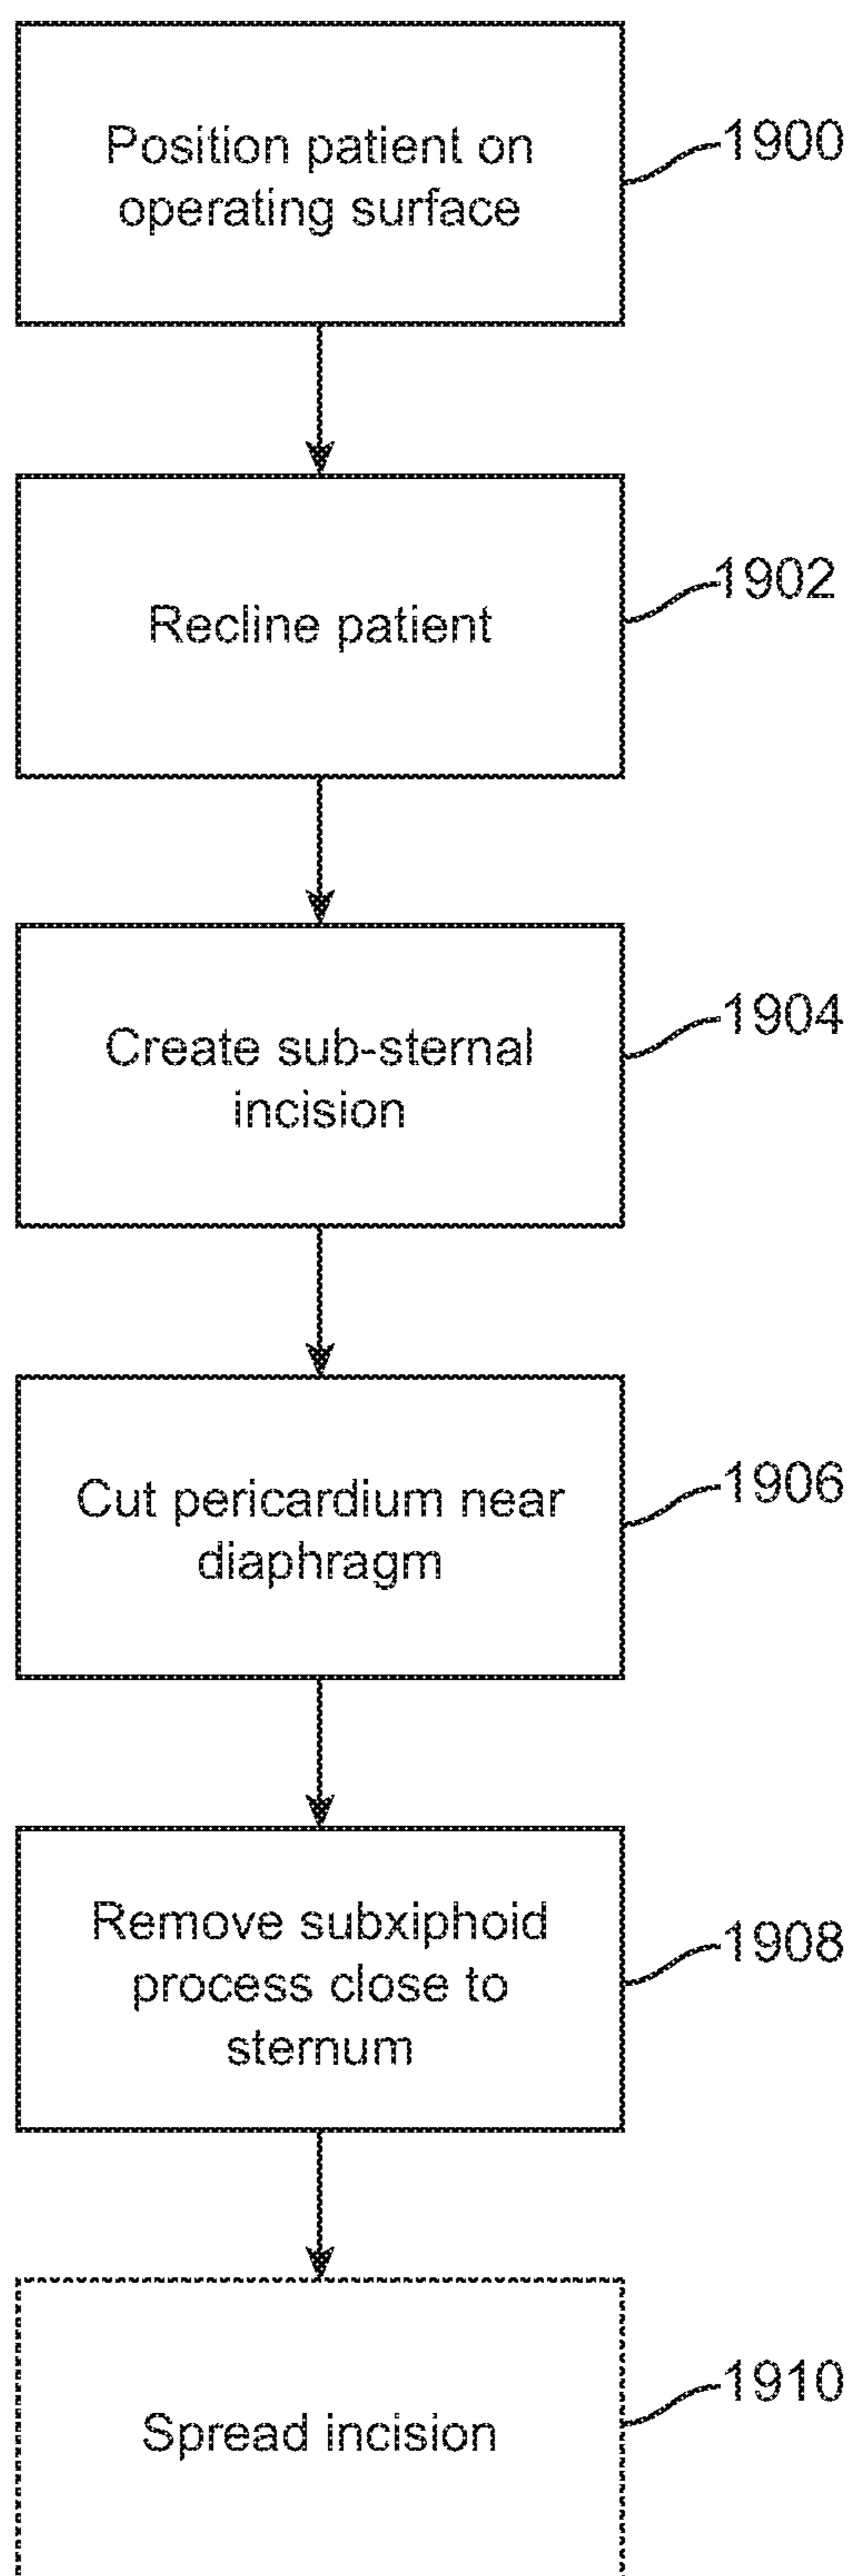 Position patient on
operating surface
1900
Recline patient
1902
Create sub-sternal
incision
1904
Cut pericardium near
diaphragm
1906
Remove subxiphoid
process close to
sternum
1908
Spread incision
1910